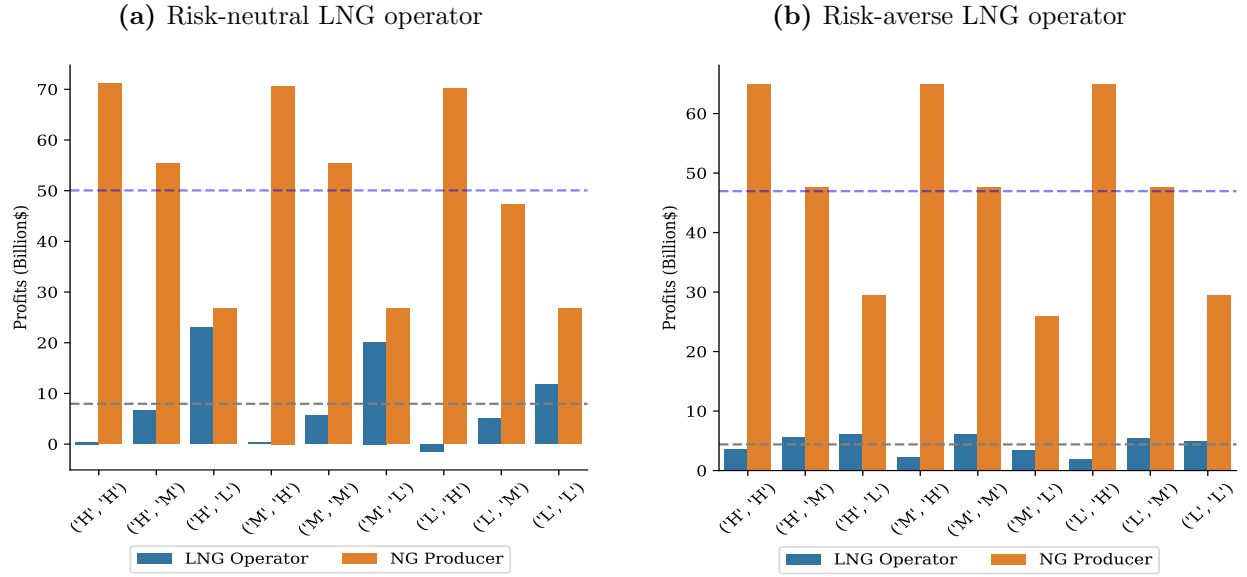 (a) Risk-neutral LNG operator
Profits (Billion$)
70
60
50
40
30
20
10
0
('H', 'H')
('H', 'M')
('H', 'L')
('M', 'H')
('M', 'M')
('M', 'L')
('L', 'H')
('L', 'M')
('L', 'L')
LNG Operator
NG Producer
(b) Risk-averse LNG operator
Profits (Billion$)
60
50
40
30
20
10
0
('H', 'H')
('H', 'M')
('H', 'L')
('M', 'H')
('M', 'M')
('M', 'L')
('L', 'H')
('L', 'M')
('L', 'L')
LNG Operator
NG Producer